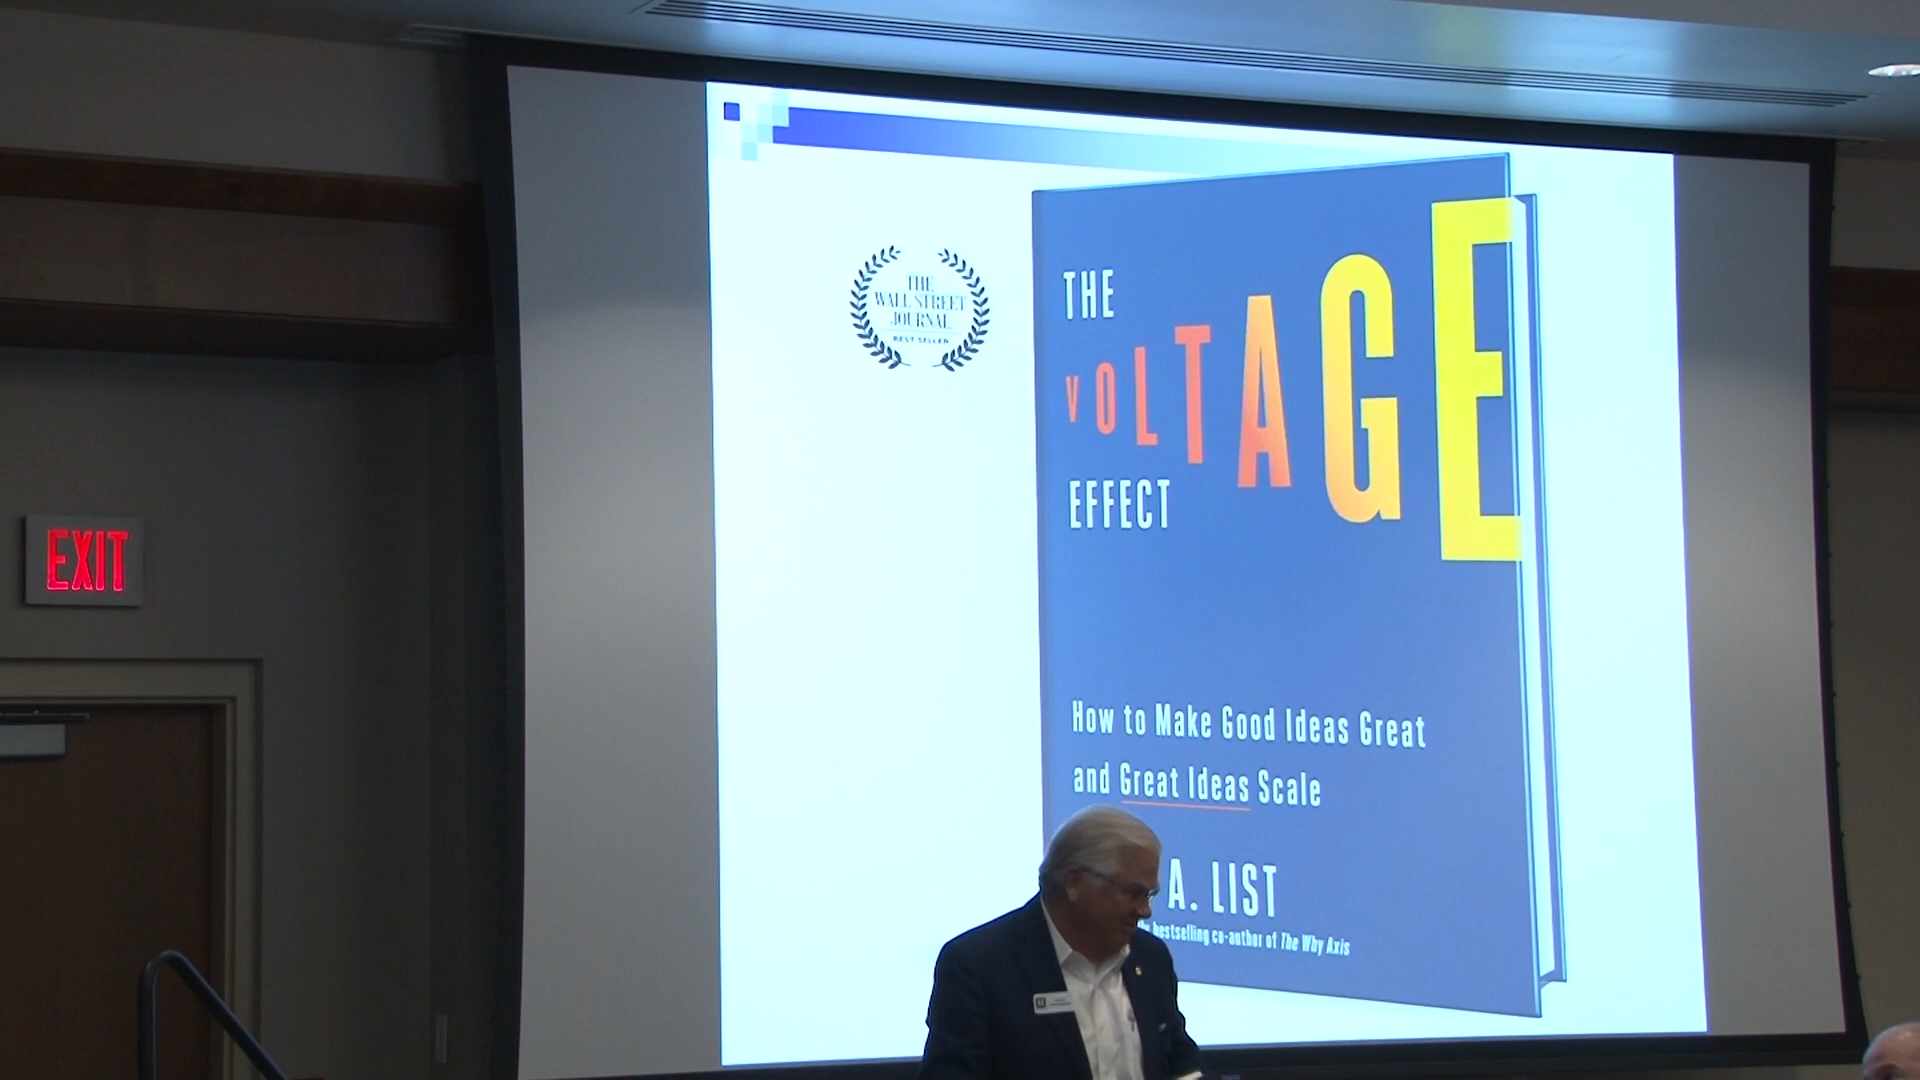 EXIT
THE
WALL STREET
JOURNAL
BEST SELLER
THE
VOLTAGE
EFFECT
How to Make Good Ideas Great
and Great Ideas Scale
A. LIST
bestselling co-author of The Why Axis